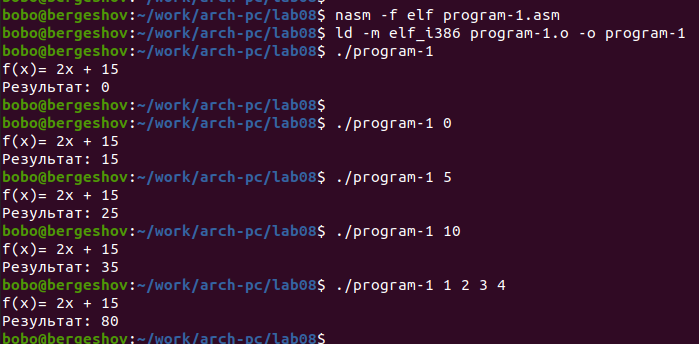 bobo@bergeshov:~/work/arch-pc/lab08$ nasm -f elf program-1.asm
bobo@bergeshov:~/work/arch-pc/lab08$ ld -m elf_i386 program-1.o -o program-1
bobo@bergeshov:~/work/arch-pc/lab08$ ./program-1
f(x)= 2x + 15
Результат: 0
bobo@bergeshov:~/work/arch-pc/lab08$
bobo@bergeshov:~/work/arch-pc/lab08$ ./program-1 0
f(x)= 2x + 15
Результат: 15
bobo@bergeshov:~/work/arch-pc/lab08$ ./program-1 5
f(x)= 2x + 15
Результат: 25
bobo@bergeshov:~/work/arch-pc/lab08$ ./program-1 10
f(x)= 2x + 15
Результат: 35
bobo@bergeshov:~/work/arch-pc/lab08$ ./program-1 1 2 3 4
f(x)= 2x + 15
Результат: 80
bobo@bergeshov:~/work/arch-pc/lab08$